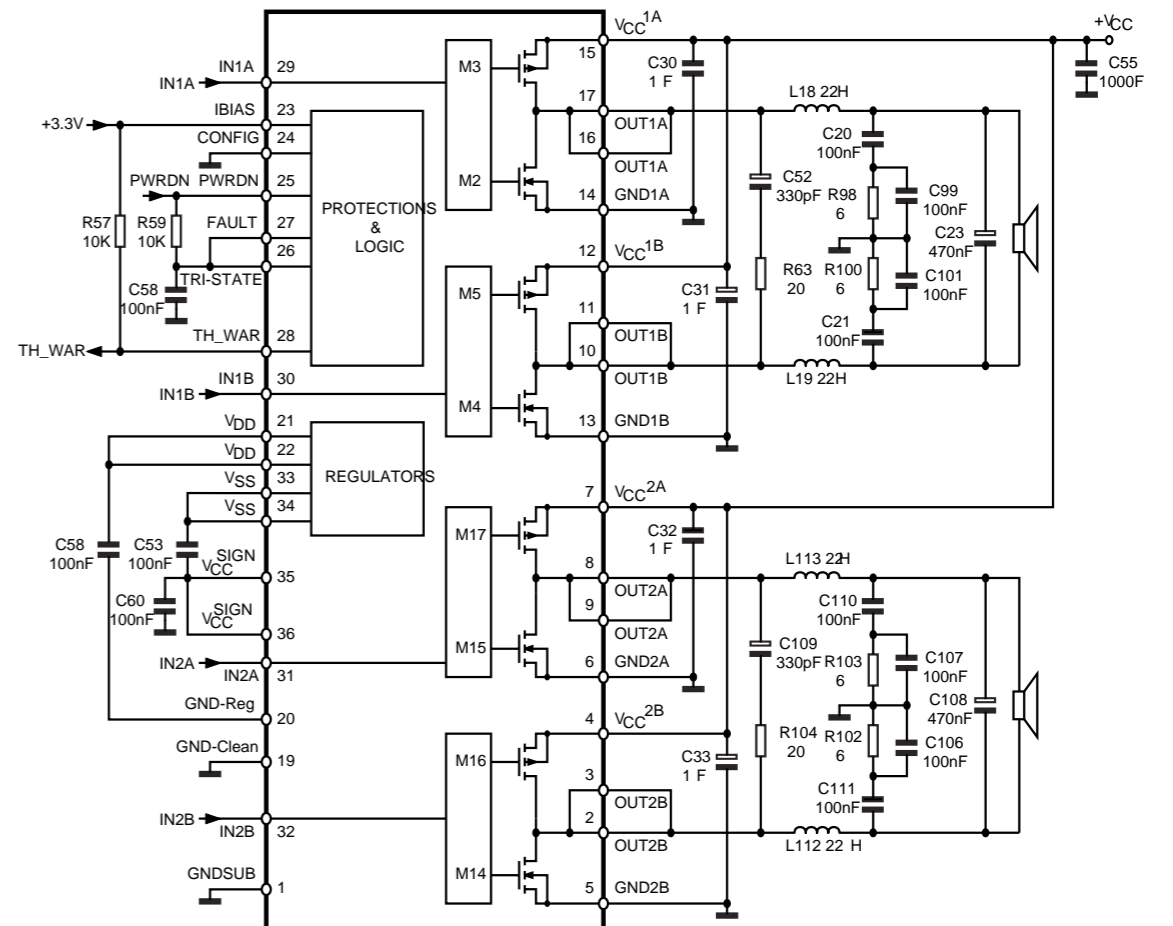 VCC1A
+VCC
15
M3
C30
1 F
C55
1000F
IN1A
29
IN1A
L18 22H
17
IBIAS
23
+3.3V
OUT1A
C20
100nF
CONFIG
24
16
OUT1A
PWRDN
PWRDN
25
M2
14
GND1A
C52
330pF
R98
6
C99
100nF
PROTECTIONS
&
LOGIC
R57
10K
R59
10K
FAULT
27
C23
470nF
26
12
VCC1B
TRI-STATE
C58
100nF
M5
C31
1 F
R63
20
R100
6
C101
100nF
11
OUT1B
C21
100nF
TH_WAR
TH_WAR
28
10
OUT1B
L19 22H
IN1B
30
IN1B
M4
VDD
21
13
GND1B
VDD
22
REGULATORS
VSS
33
7
VCC2A
VSS
34
M17
C32
1 F
C58
100nF
C53
100nF
L113 22H
VCCSIGN
35
8
OUT2A
C60
100nF
9
C110
100nF
VCCSIGN
36
OUT2A
M15
C109
330pF
R103
6
C107
100nF
IN2A
IN2A
31
6
GND2A
C108
470nF
GND-Reg
20
4
VCC2B
R104
20
R102
6
C106
100nF
GND-Clean
19
M16
C33
1 F
3
OUT2B
C111
100nF
IN2B
IN2B
32
2
OUT2B
L112 22 H
GNDSUB
1
M14
5
GND2B